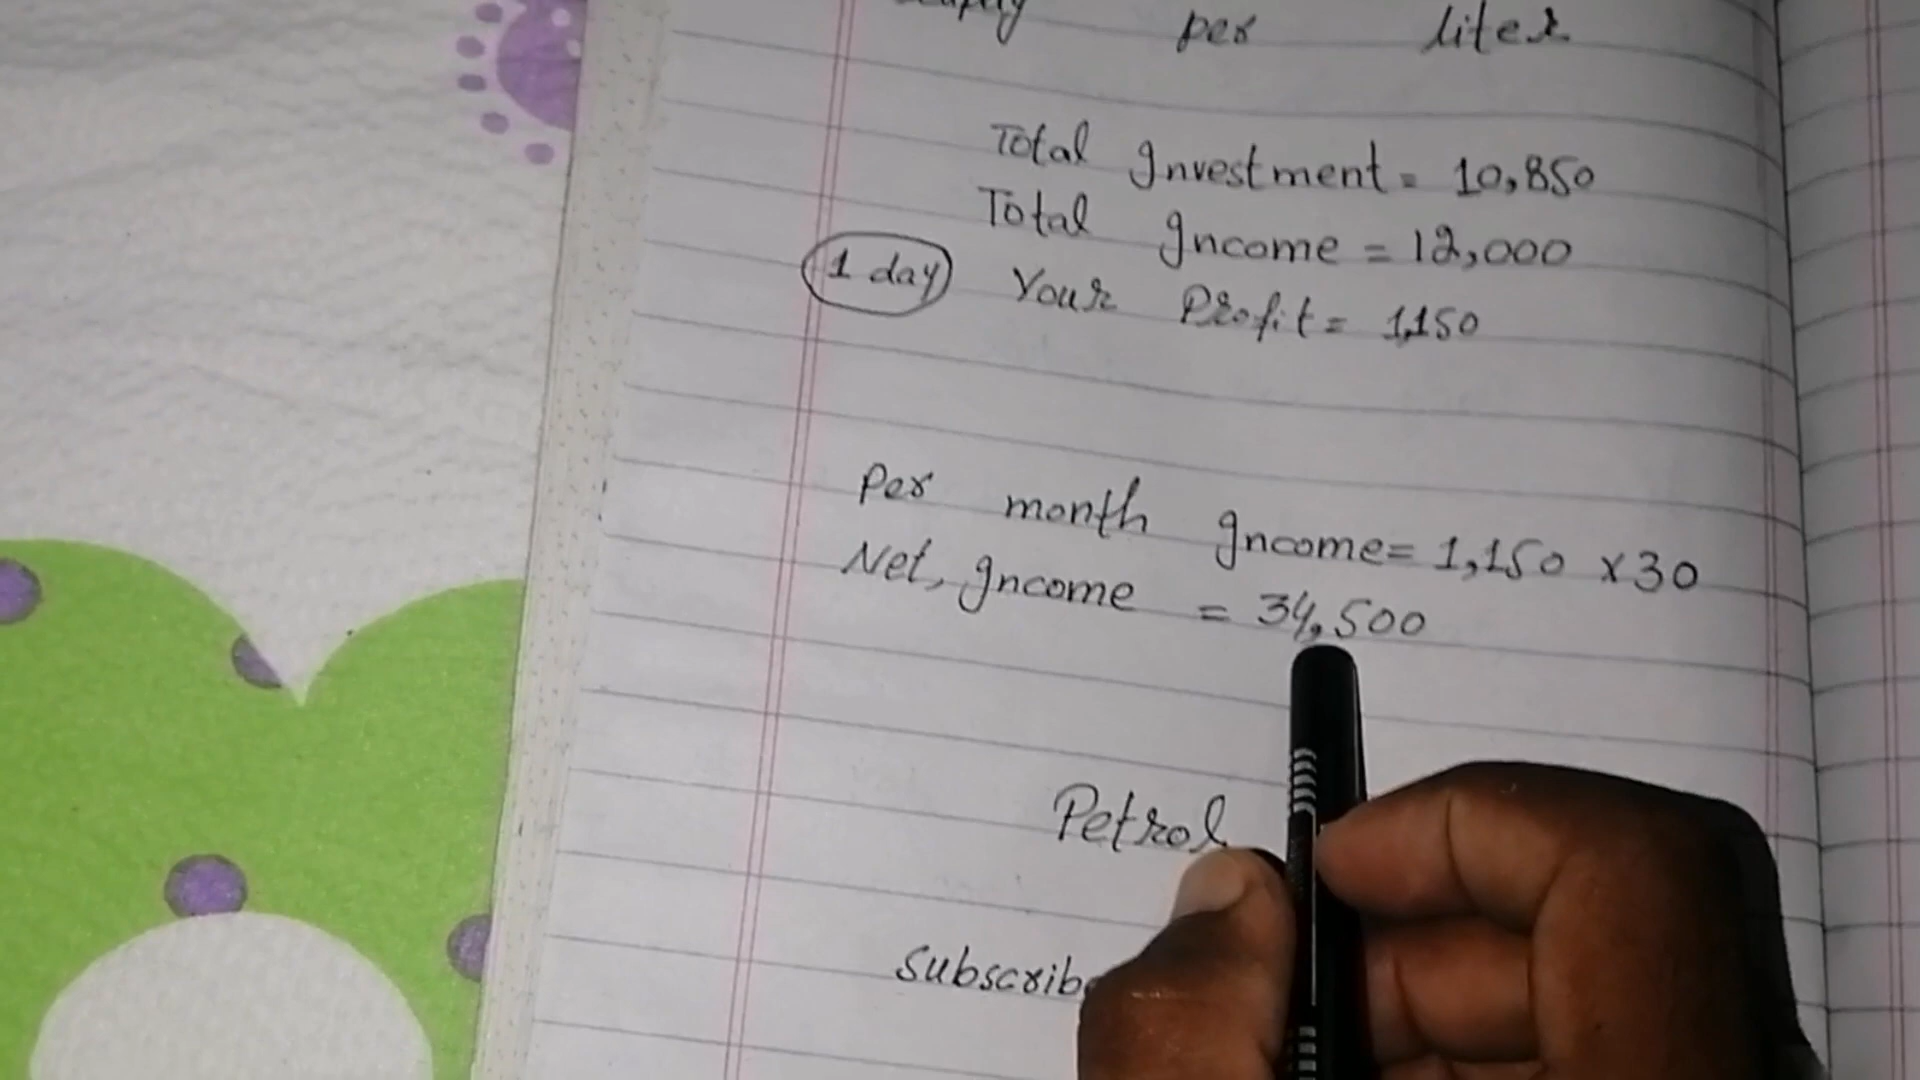 per liter
Total Investment = 10,850
Total Income = 12,000
1 day Your Profit = 1,150
Per month Income = 1,150 x 30
Net, Income = 34,500
Petrol
Subscribe